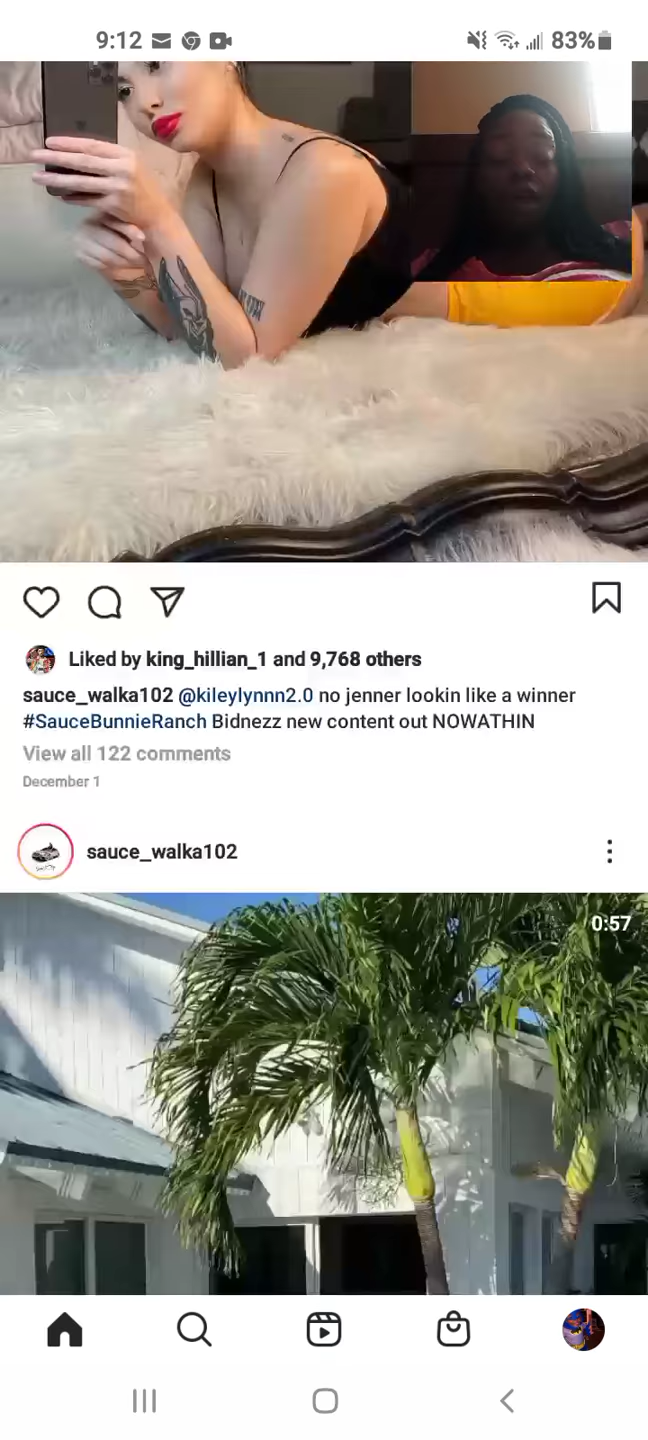 9:12
83%
Liked by king_hillian_1 and 9,768 others
sauce_walka102 @kileylynnn2.0 no jenner lookin like a winner
#SauceBunnieRanch Bidnezz new content out NOWATHIN
View all 122 comments
December 1
sauce_walka102
0:57